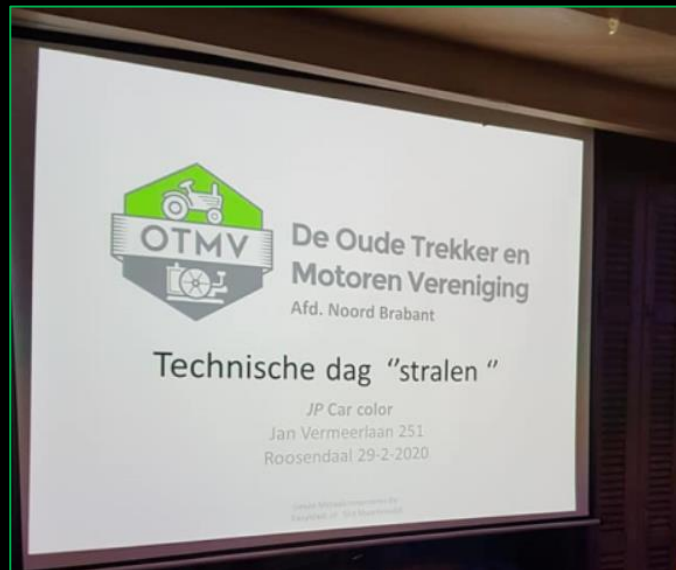 OTMV
De Oude Trekker en
Motoren Vereniging
Afd. Noord Brabant
Technische dag "stralen "
JP Car color
Jan Vermeerlaan 251
Roosendaal 29-2-2020